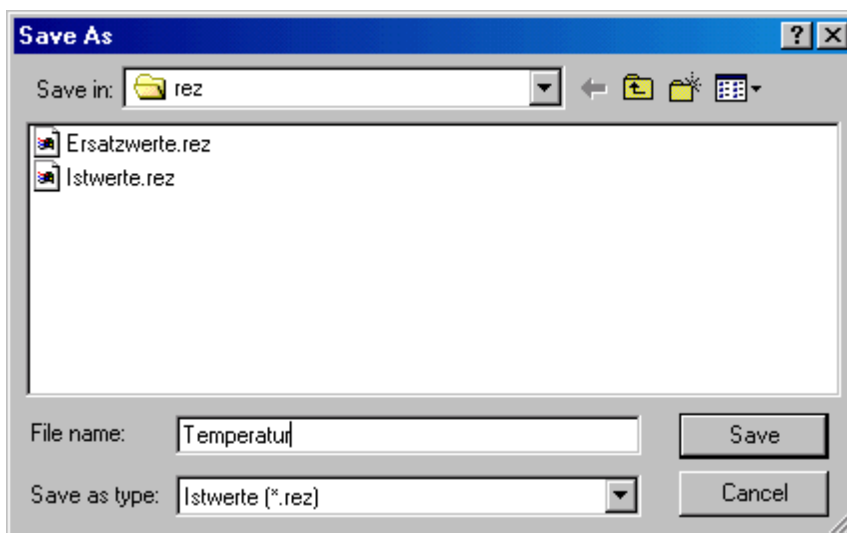 Save As
Save in: rez
Ersatzwerte.rez
Istwerte.rez
File name: Temperatur Save
Save as type: Istwerte (*.rez) Cancel